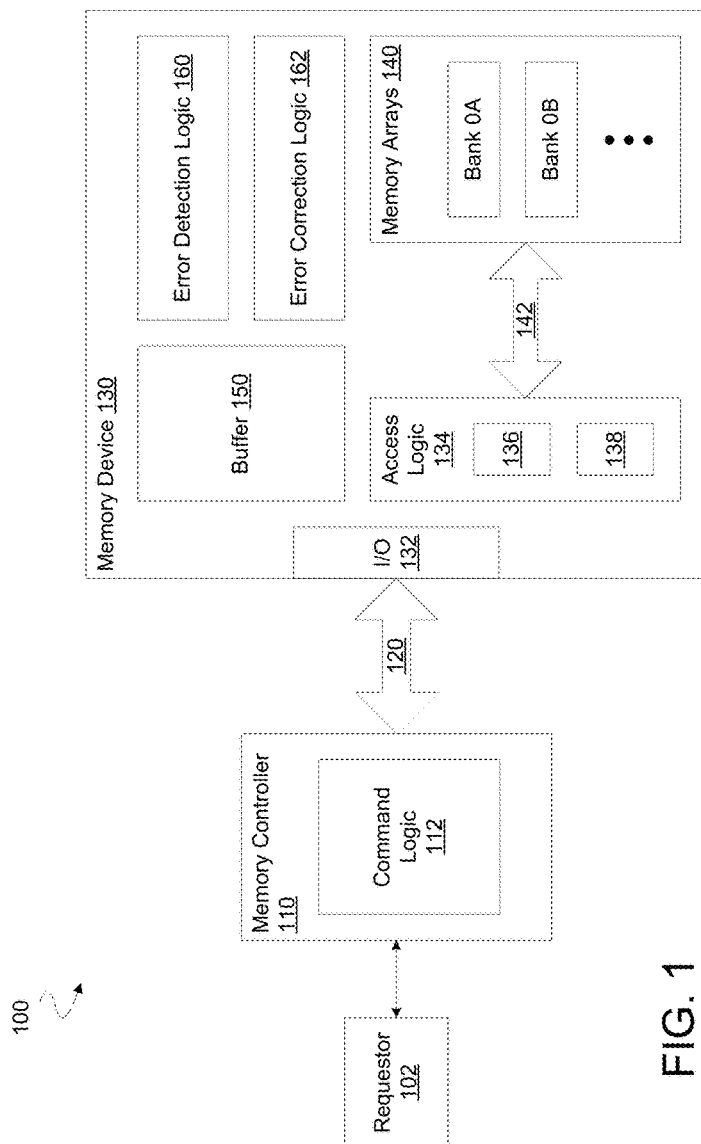 100
Requestor
102
Memory Controller
110
Command
Logic
112
120
Memory Device 130
I/O
132
Buffer 150
Error Detection Logic 160
Error Correction Logic 162
Access
Logic
134
136
138
142
Memory Arrays 140
Bank 0A
Bank 0B
FIG. 1